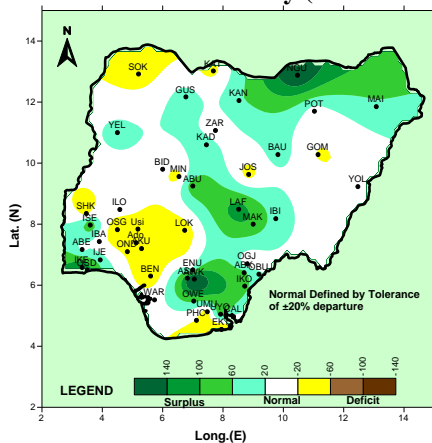 N
14
12
10
8
6
4
2
Lat. (N)
SOK
KAT
NGU
GUS
KAN
MAI
POT
YEL
ZAR
KAD
BID
MIN
ABU
BAU
GOM
JOS
YOL
SHK
ILO
ISE
OSG
Usi
IBA
Ado
AKU
ABE
OND
IJE
IKE
LOK
LAF
MAK
IBI
BEN
ENU
OGJ
OBU
IKO
OWE
WAR
UMU
UYO
CAL
PHC
EKT
Normal Defined by Tolerance
of ±20% departure
LEGEND
140
100
60
20
-20
-60
-100
-140
Surplus
Normal
Deficit
2 4 6 8 10 12 14
Long.(E)